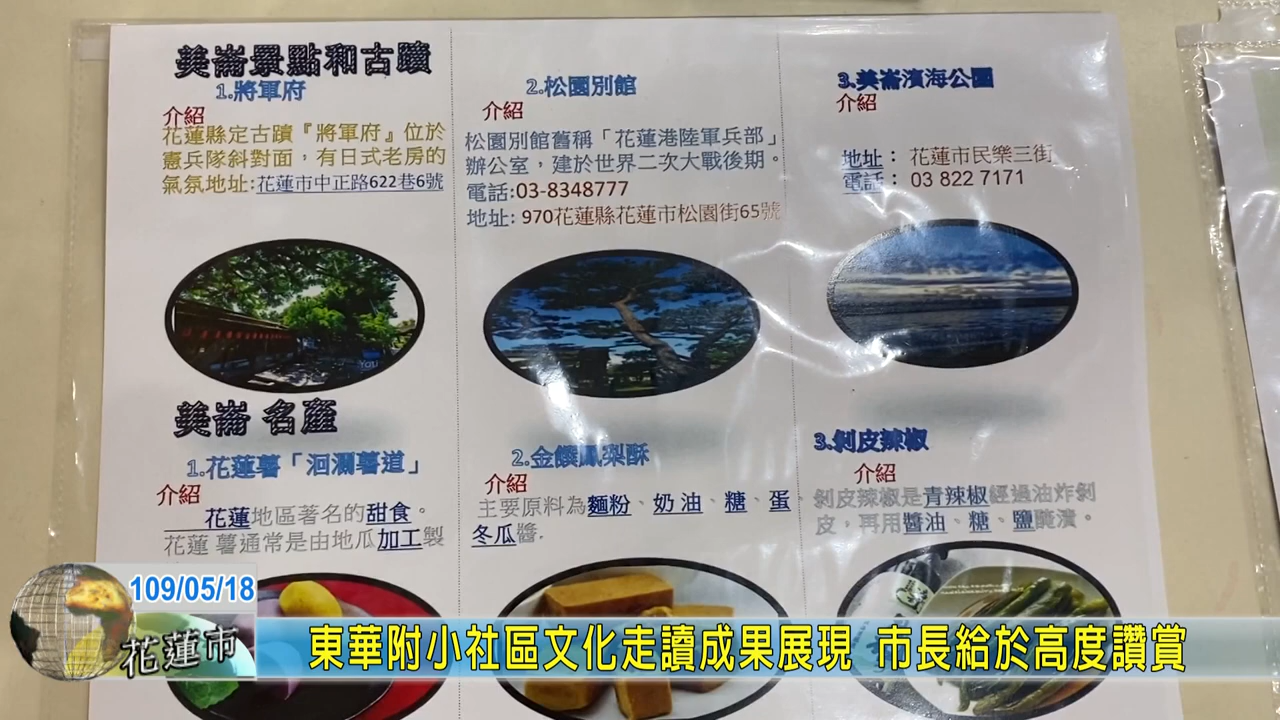 美崙景點和古蹟
1.將軍府
介紹
花蓮縣定古蹟『將軍府』位於
憲兵隊斜對面，有日式老房的
氣氛地址:花蓮市中正路622巷6號
2.松園別館
介紹
松園別館舊稱「花蓮港陸軍兵部」
辦公室，建於世界二次大戰後期。
電話:03-8348777
地址: 970花蓮縣花蓮市松園街65號
3.美崙濱海公園
介紹
地址： 花蓮市民樂三街
電話： 03 822 7171
美崙 名產
1.花蓮薯「洄瀾薯道」
介紹
花蓮地區著名的甜食。
花蓮 薯通常是由地瓜加工製
2.金饌鳳梨酥
介紹
主要原料為麵粉、奶油、糖、蛋、
冬瓜醬.
3.剝皮辣椒
介紹
剝皮辣椒是青辣椒經過油炸剝
皮，再用醬油、糖、鹽醃漬。
109/05/18
花蓮市
東華附小社區文化走讀成果展現 市長給於高度讚賞